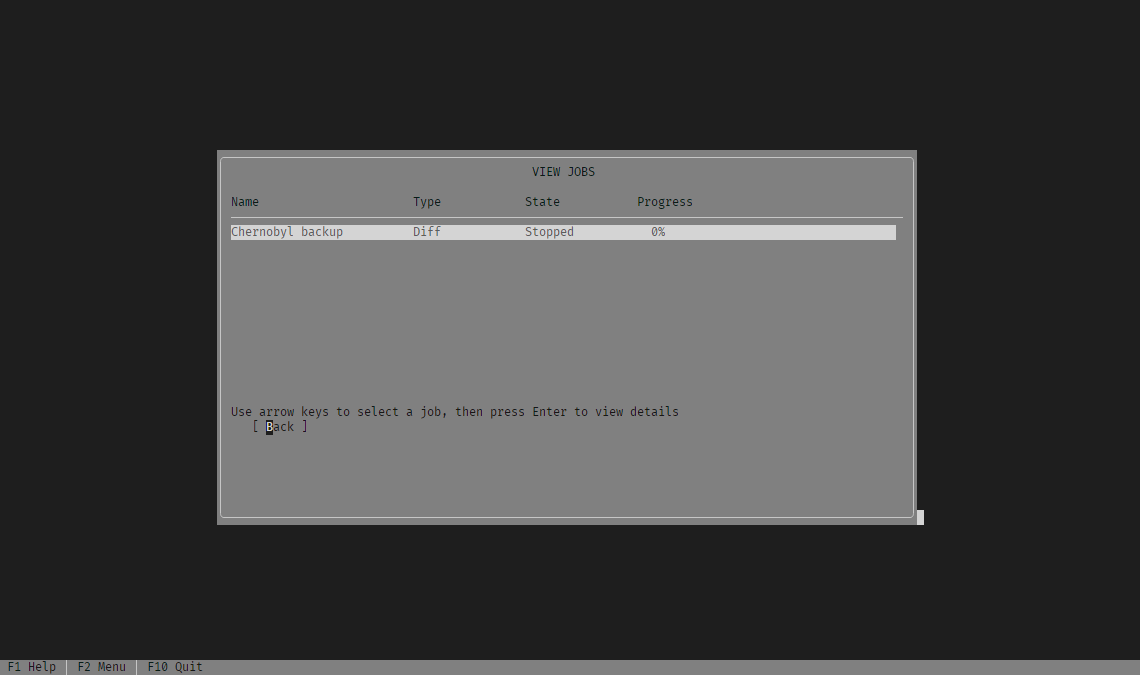 VIEW JOBS
Name Type State Progress
Chernobyl backup Diff Stopped 0%
Use arrow keys to select a job, then press Enter to view details
[ Back ]
F1 Help F2 Menu F10 Quit